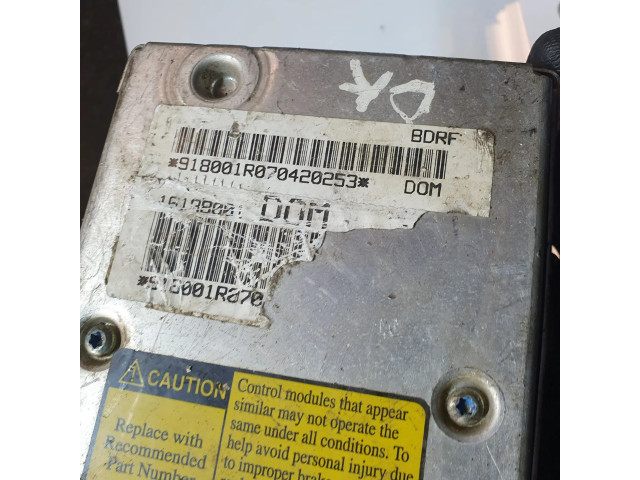 OK
BDRF
*918001R070420253*
DOM
DOM
*918001R070
CAUTION
Replace with
Recommended
Part Number
Control modules that appear
similar may not operate the
same under all conditions. To
help avoid personal injury due
to improper brake